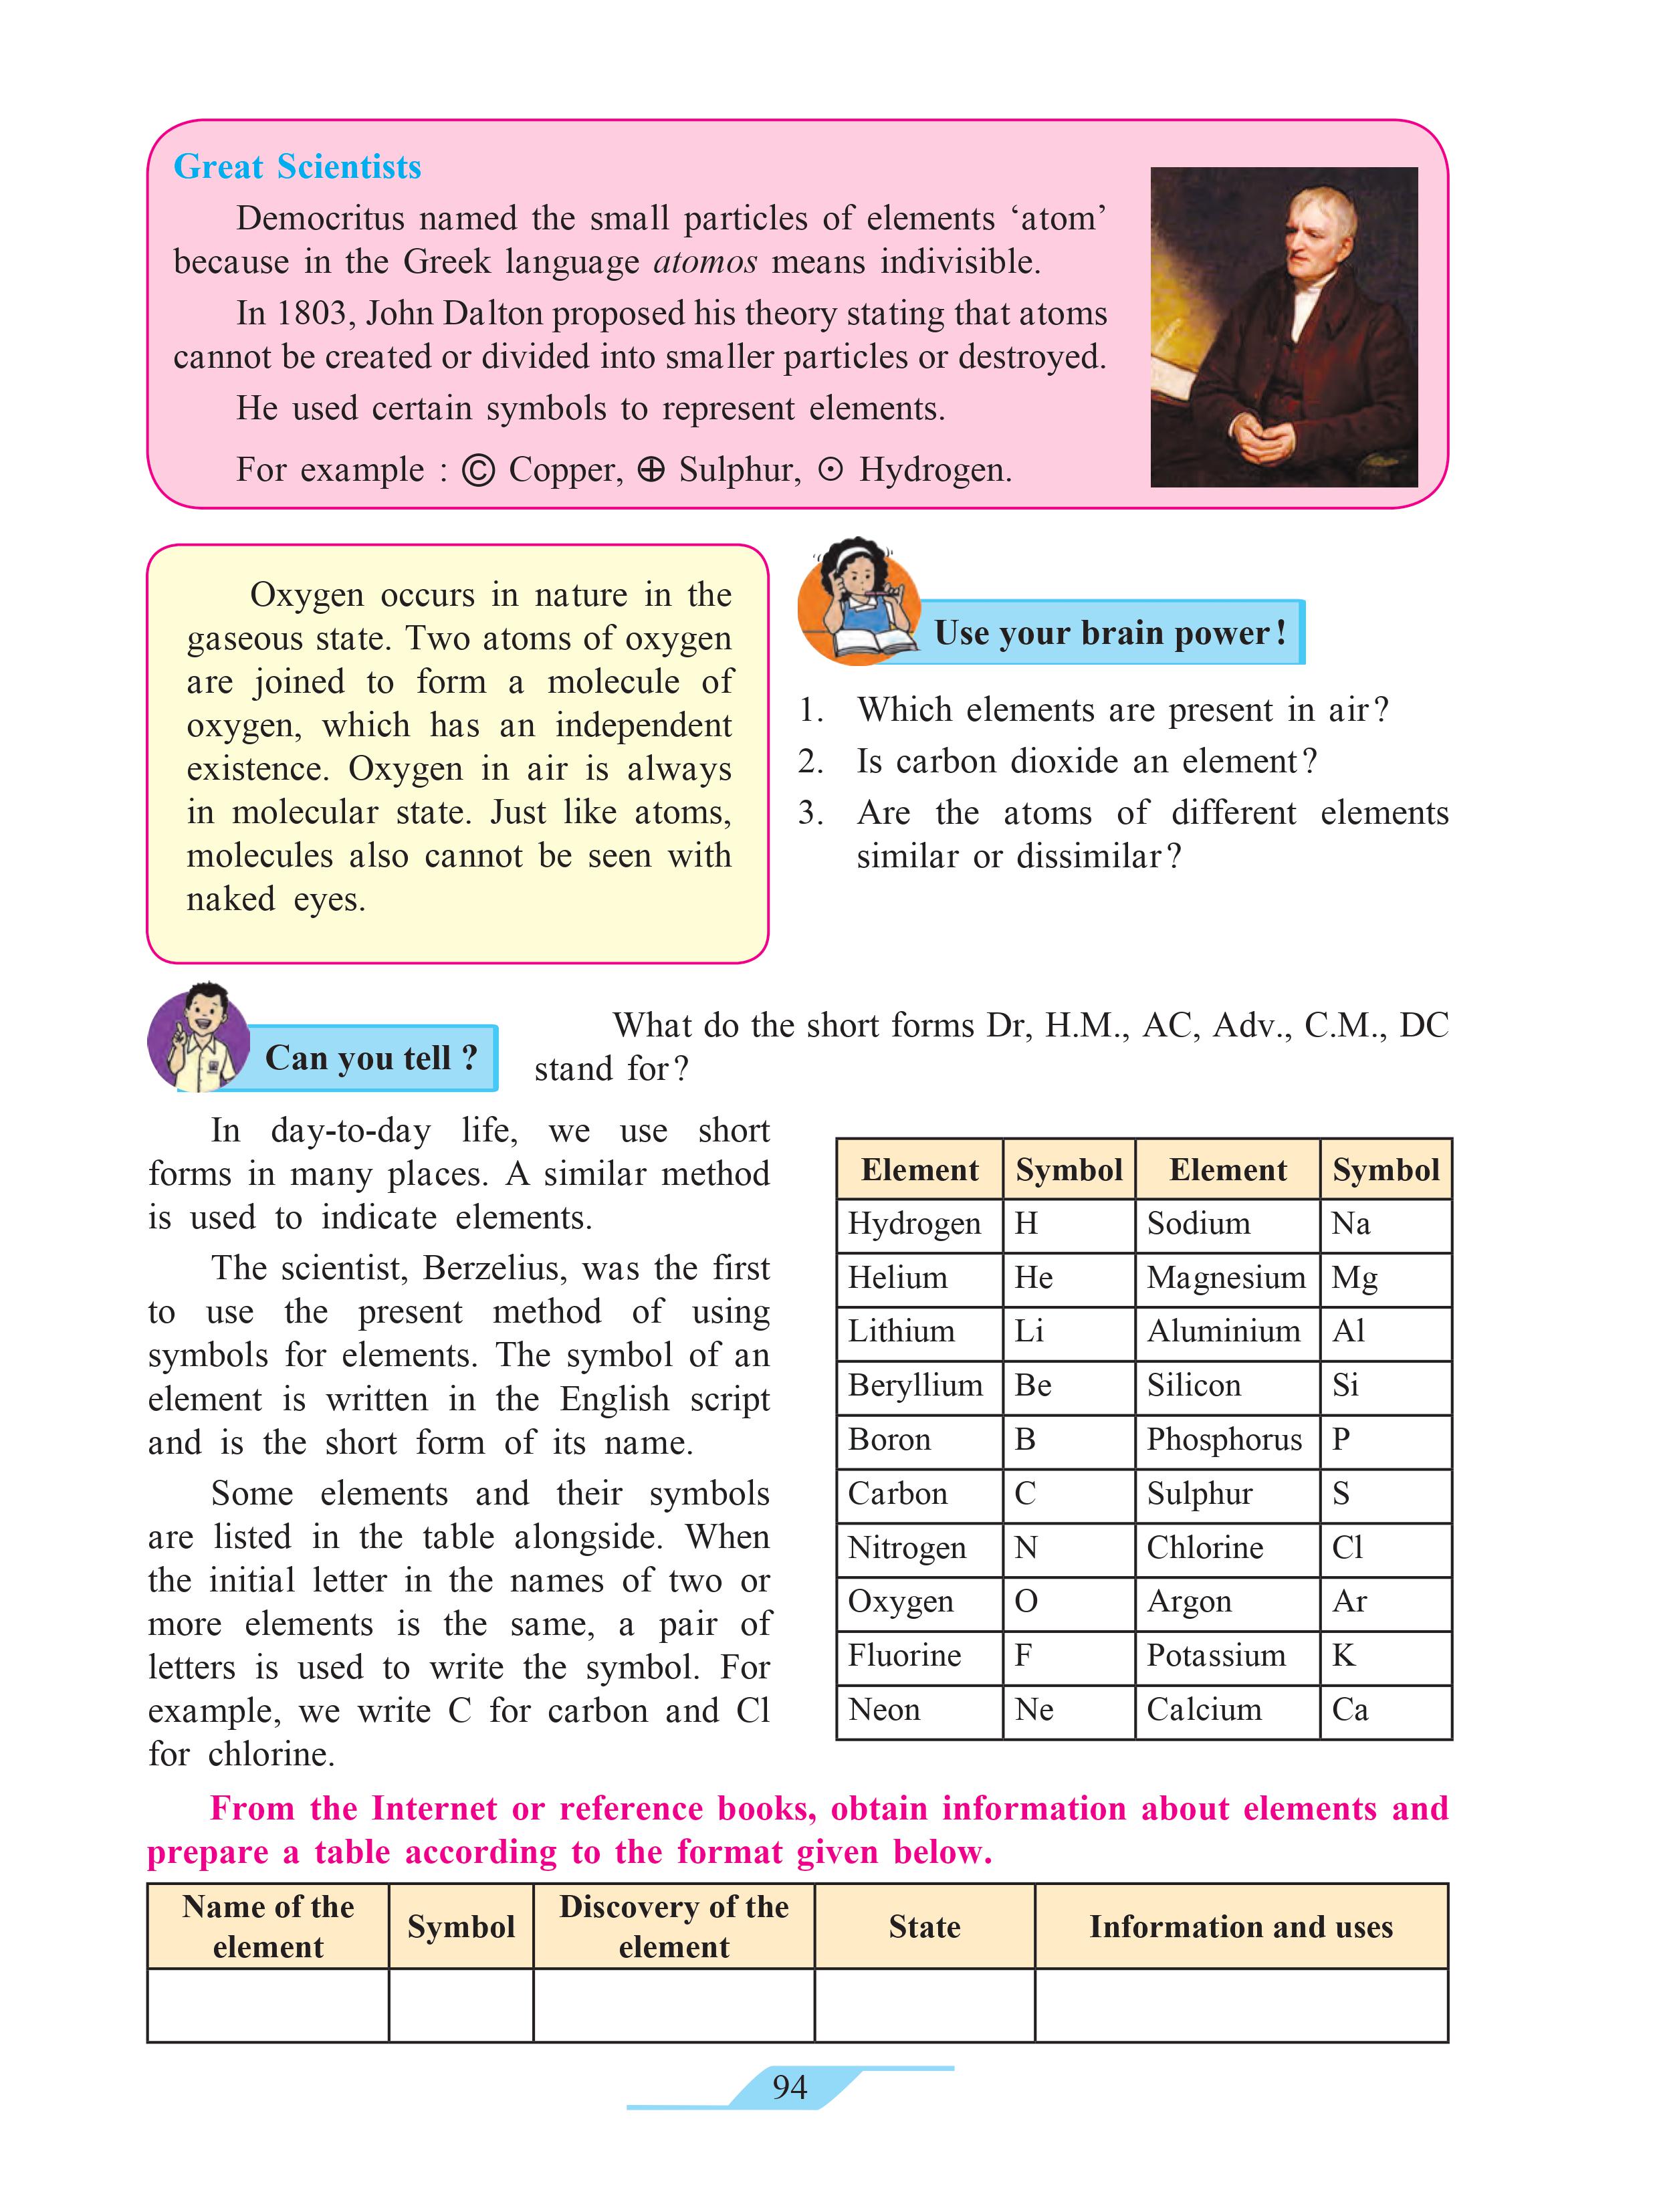 Great Scientists
Democritus named the small particles of elements ‘atom’
because in the Greek language atomos means indivisible.
In 1803, John Dalton proposed his theory stating that atoms
cannot be created or divided into smaller particles or destroyed.
He used certain symbols to represent elements.
For example : © Copper, ⊕ Sulphur, ⊙ Hydrogen.
Oxygen occurs in nature in the
gaseous state. Two atoms of oxygen
are joined to form a molecule of
oxygen, which has an independent
existence. Oxygen in air is always
in molecular state. Just like atoms,
molecules also cannot be seen with
naked eyes.
Use your brain power!
1. Which elements are present in air?
2. Is carbon dioxide an element?
3. Are the atoms of different elements
similar or dissimilar?
Can you tell ?
What do the short forms Dr, H.M., AC, Adv., C.M., DC
stand for?
In day-to-day life, we use short
forms in many places. A similar method
is used to indicate elements.
The scientist, Berzelius, was the first
to use the present method of using
symbols for elements. The symbol of an
element is written in the English script
and is the short form of its name.
Some elements and their symbols
are listed in the table alongside. When
the initial letter in the names of two or
more elements is the same, a pair of
letters is used to write the symbol. For
example, we write C for carbon and Cl
for chlorine.
Element Symbol Element Symbol
Hydrogen H Sodium Na
Helium He Magnesium Mg
Lithium Li Aluminium Al
Beryllium Be Silicon Si
Boron B Phosphorus P
Carbon C Sulphur S
Nitrogen N Chlorine Cl
Oxygen O Argon Ar
Fluorine F Potassium K
Neon Ne Calcium Ca
From the Internet or reference books, obtain information about elements and
prepare a table according to the format given below.
Name of the element Symbol Discovery of the element State Information and uses
94